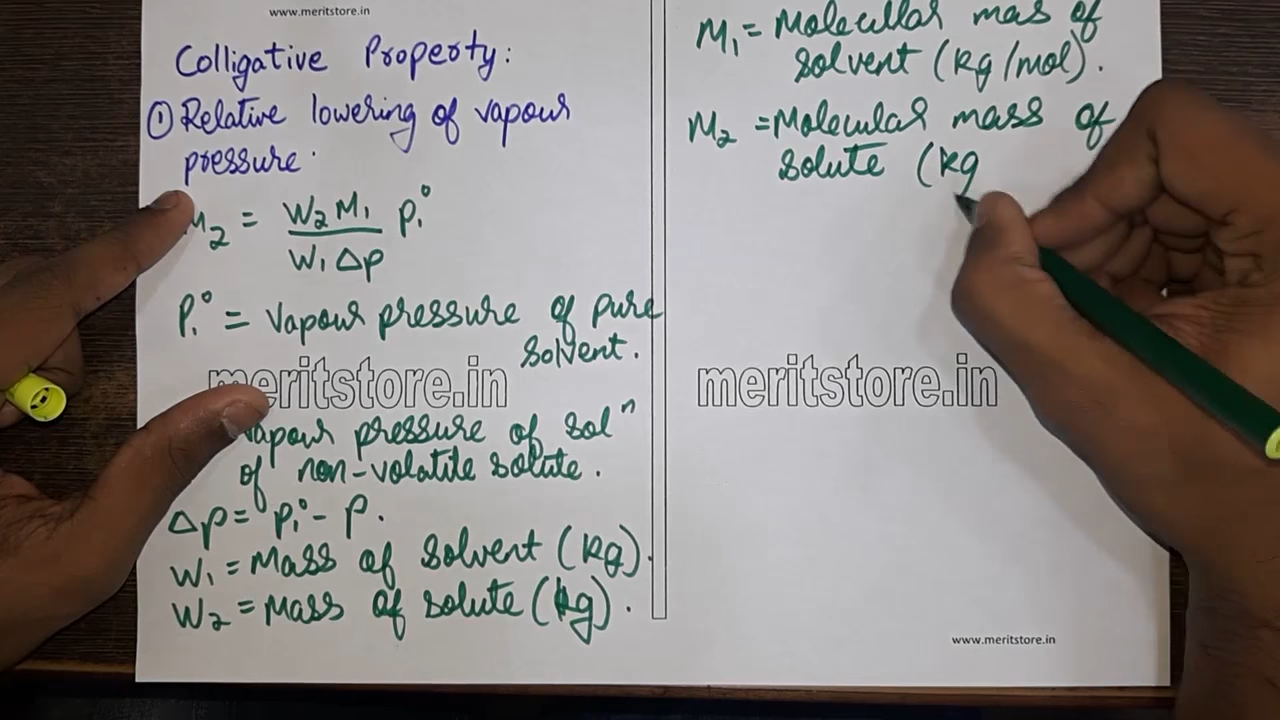 www.meritstore.in
Colligative Property:
① Relative lowering of vapour
pressure.
M₂ = W₂ M₁ / W₁ Δp P₁°
P₁° = Vapour pressure of pure
solvent.
meritstore.in
Vapour pressure of solⁿ
of non-volatile solute.
Δp = P₁° - P.
W₁ = Mass of solvent (kg).
W₂ = Mass of solute (kg).
M₁ = Molecullar mas of
solvent (kg/mol).
M₂ = Molecular mass of
solute (kg
meritstore.in
www.meritstore.in